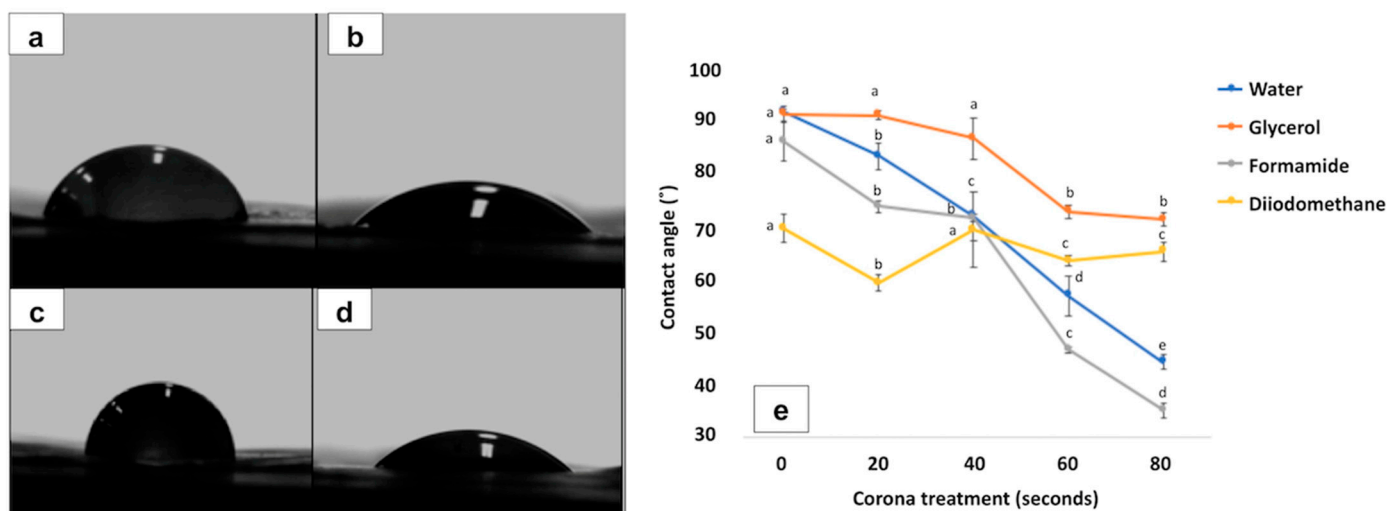 a
b
c
d
100
90
80
70
60
50
40
30
Contact angle (˚)
a
a
a
a
a
a
b
b
b
c
b
a
b
c
d
c
b
c
e
d
e
0
20
40
60
80
Corona treatment (seconds)
Water
Glycerol
Formamide
Diiodomethane